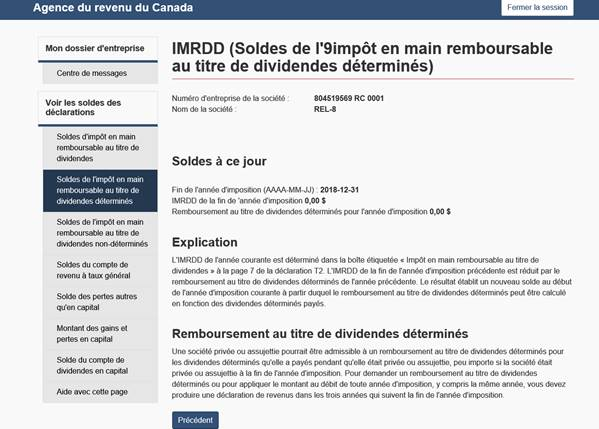 Agence du revenu du Canada
Fermer la session
Mon dossier d'entreprise
Centre de messages
Voir les soldes des
déclarations
Soldes d'impôt en main
remboursable au titre de
dividendes
Soldes de l'impôt en main
remboursable au titre de
dividendes déterminés
Soldes de l'impôt en main
remboursable au titre de
dividendes non-déterminés
Soldes du compte de
revenu à taux général
Solde des pertes autres
qu'en capital
Montant des gains et
pertes en capital
Solde du compte de
dividendes en capital
Aide avec cette page
IMRDD (Soldes de l'9impôt en main remboursable
au titre de dividendes déterminés)
Numéro d'entreprise de la société : 804519569 RC 0001
Nom de la société : REL-8
Soldes à ce jour
Fin de l'année d'imposition (AAAA-MM-JJ) : 2018-12-31
IMRDD de la fin de 'année d'imposition 0,00 $
Remboursement au titre de dividendes déterminés pour l'année d'imposition 0,00 $
Explication
L'IMRDD de l'année courante est déterminé dans la boîte étiquetée « Impôt en main remboursable au titre de
dividendes » à la page 7 de la déclaration T2. L'IMRDD de la fin de l'année d'imposition précédente est réduit par le
remboursement au titre de dividendes déterminés de l'année précédente. Le résultat établit un nouveau solde au début
de l'année d'imposition courante à partir duquel le remboursement au titre de dividendes déterminés peut être calculé
en fonction des dividendes déterminés payés.
Remboursement au titre de dividendes déterminés
Une société privée ou assujettie pourrait être admissible à un remboursement au titre de dividendes déterminés pour
les dividendes déterminés qu'elle a payés pendant qu'elle était privée ou assujettie, peu importe si la société était
privée ou assujettie à la fin de l'année d'imposition. Pour demander un remboursement au titre de dividendes
déterminés ou pour appliquer le montant au débit de toute année d'imposition, y compris la même année, vous devez
produire une déclaration de revenus dans les trois années qui suivent la fin de l'année d'imposition.
Précédent